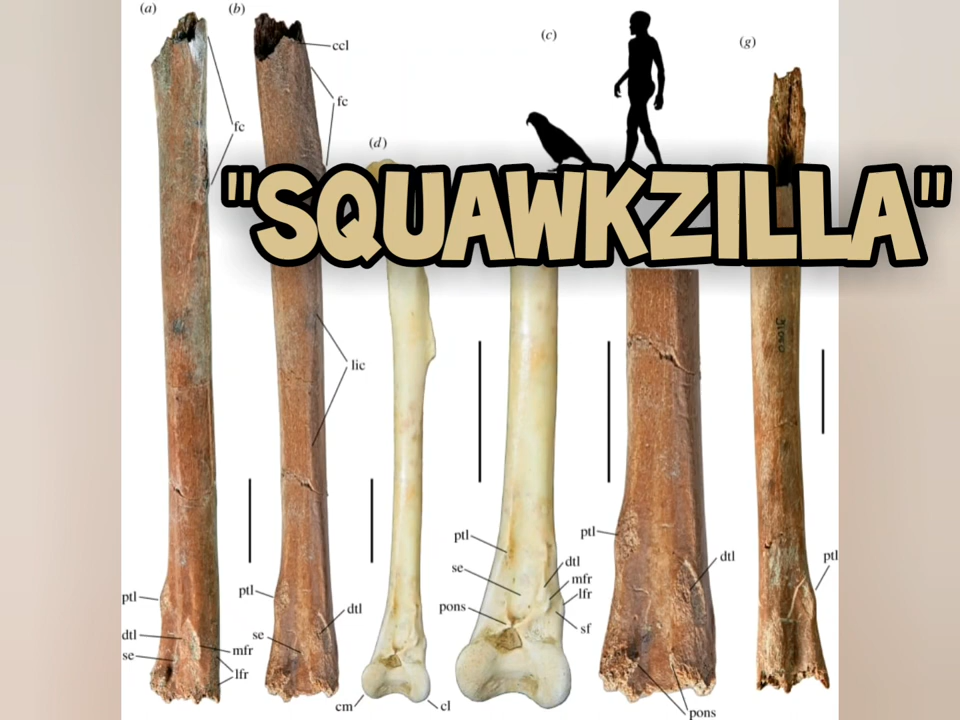 (a)
(b)
(c)
(g)
ccl
fc
fc
(d)
"SQUAWKZILLA"
lic
ptl
se
pons
dtl
mfr
lfr
sf
ptl
dtl
ptl
ptl
dtl
se
mfr
lfr
ptl
se
dtl
cm
cl
pons